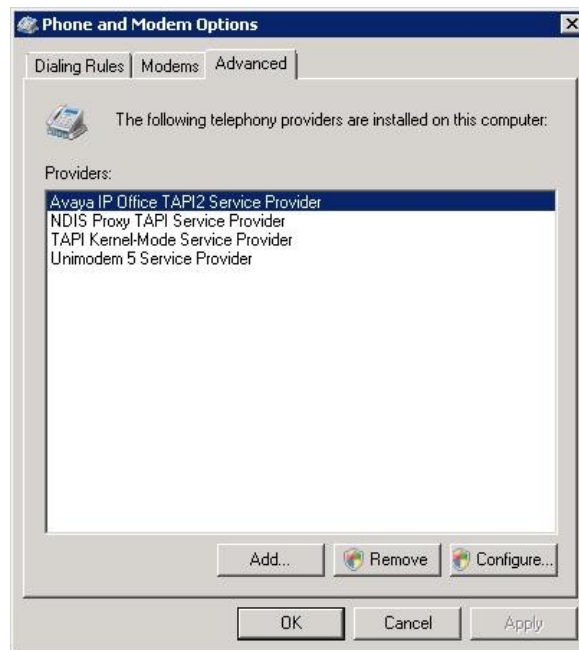 Phone and Modem Options
Dialing Rules Modems Advanced
The following telephony providers are installed on this computer:
Providers:
Avaya IP Office TAPI2 Service Provider
NDIS Proxy TAPI Service Provider
TAPI Kernel-Mode Service Provider
Unimodem 5 Service Provider
Add... Remove Configure...
OK Cancel Apply